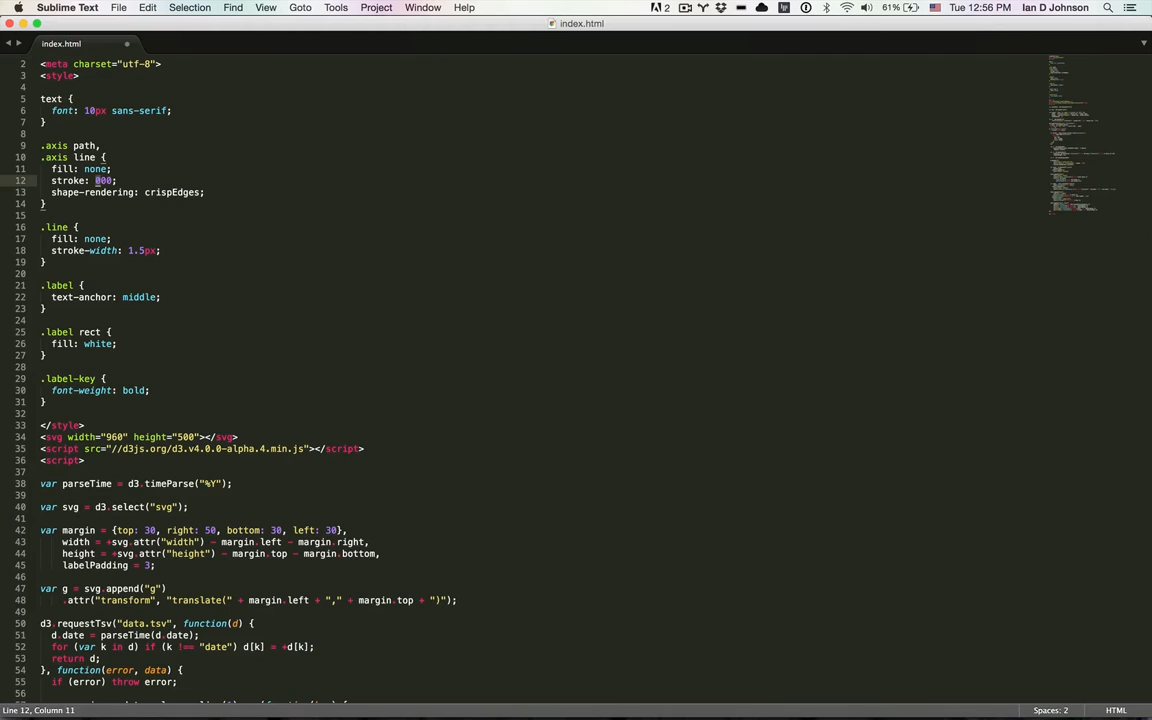 Sublime Text File Edit Selection Find View Goto Tools Project Window Help 2 61% Tue 12:56 PM Ian D Johnson
index.html
index.html
2 <meta charset="utf-8">
3 <style>
4
5 text {
6 font: 10px sans-serif;
7 }
8
9 .axis path,
10 .axis line {
11 fill: none;
12 stroke: 000;
13 shape-rendering: crispEdges;
14 }
15
16 .line {
17 fill: none;
18 stroke-width: 1.5px;
19 }
20
21 .label {
22 text-anchor: middle;
23 }
24
25 .label rect {
26 fill: white;
27 }
28
29 .label-key {
30 font-weight: bold;
31 }
32
33 </style>
34 <svg width="960" height="500"></svg>
35 <script src="//d3js.org/d3.v4.0.0-alpha.4.min.js"></script>
36 <script>
37
38 var parseTime = d3.timeParse("%Y");
39
40 var svg = d3.select("svg");
41
42 var margin = {top: 30, right: 50, bottom: 30, left: 30},
43 width = +svg.attr("width") - margin.left - margin.right,
44 height = +svg.attr("height") - margin.top - margin.bottom,
45 labelPadding = 3;
46
47 var g = svg.append("g")
48 .attr("transform", "translate(" + margin.left + "," + margin.top + ")");
49
50 d3.requestTsv("data.tsv", function(d) {
51 d.date = parseTime(d.date);
52 for (var k in d) if (k !== "date") d[k] = +d[k];
53 return d;
54 }, function(error, data) {
55 if (error) throw error;
56
Line 12, Column 11 Spaces: 2 HTML